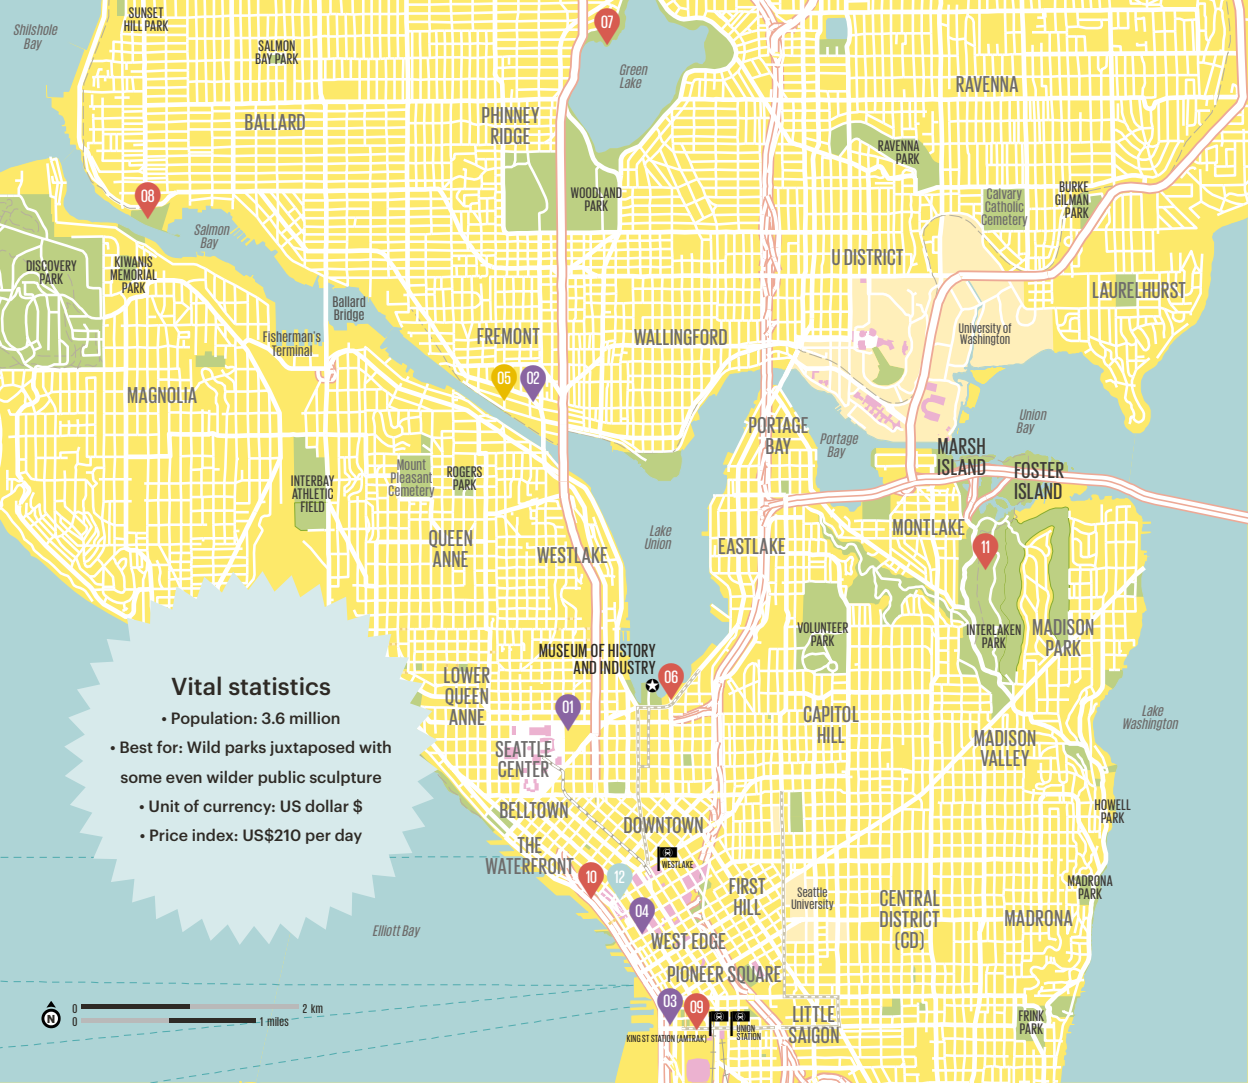 SUNSET
HILL PARK
Shilshole
Bay
SALMON
BAY PARK
07
Green
Lake
RAVENNA
BALLARD
PHINNEY
RIDGE
RAVENNA
PARK
WOODLAND
PARK
08
Calvary
Catholic
Cemetery
BURKE
GILMAN
PARK
Salmon
Bay
DISCOVERY
PARK
KIWANIS
MEMORIAL
PARK
U DISTRICT
LAURELHURST
Ballard
Bridge
Fisherman's
Terminal
FREMONT
WALLINGFORD
University of
Washington
05
02
MAGNOLIA
PORTAGE
BAY
Portage
Bay
Union
Bay
MARSH
ISLAND
FOSTER
ISLAND
Mount
Pleasant
Cemetery
ROGERS
PARK
INTERBAY
ATHLETIC
FIELD
QUEEN
ANNE
WESTLAKE
Lake
Union
EASTLAKE
MONTLAKE
11
VOLUNTEER
PARK
INTERLAKEN
PARK
MADISON
PARK
MUSEUM OF HISTORY
AND INDUSTRY
06
LOWER
QUEEN
ANNE
01
CAPITOL
HILL
Lake
Washington
MADISON
VALLEY
SEATTLE
CENTER
Vital statistics
• Population: 3.6 million
• Best for: Wild parks juxtaposed with
some even wilder public sculpture
• Unit of currency: US dollar $
• Price index: US$210 per day
BELLTOWN
DOWNTOWN
HOWELL
PARK
THE
WATERFRONT
WESTLAKE
10
12
FIRST
HILL
Seattle
University
MADRONA
PARK
04
CENTRAL
DISTRICT
(CD)
MADRONA
Elliott Bay
WEST EDGE
PIONEER SQUARE
03
09
LITTLE
SAIGON
FRINK
PARK
KING ST STATION (AMTRAK)
UNION
STATION
N
0 2 km
0 1 miles